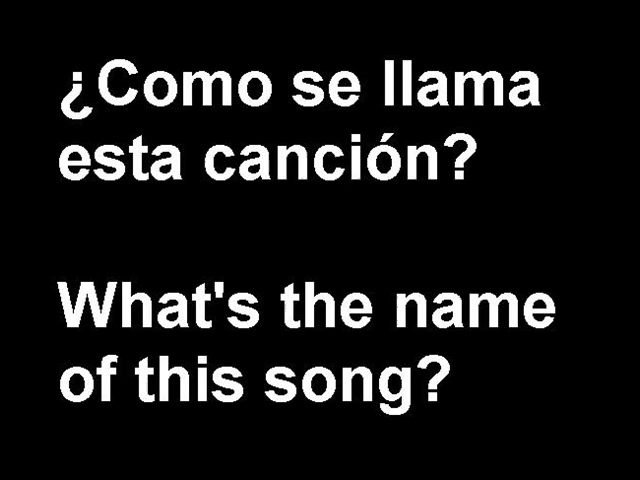 ¿Como se llama
esta canción?
What's the name
of this song?